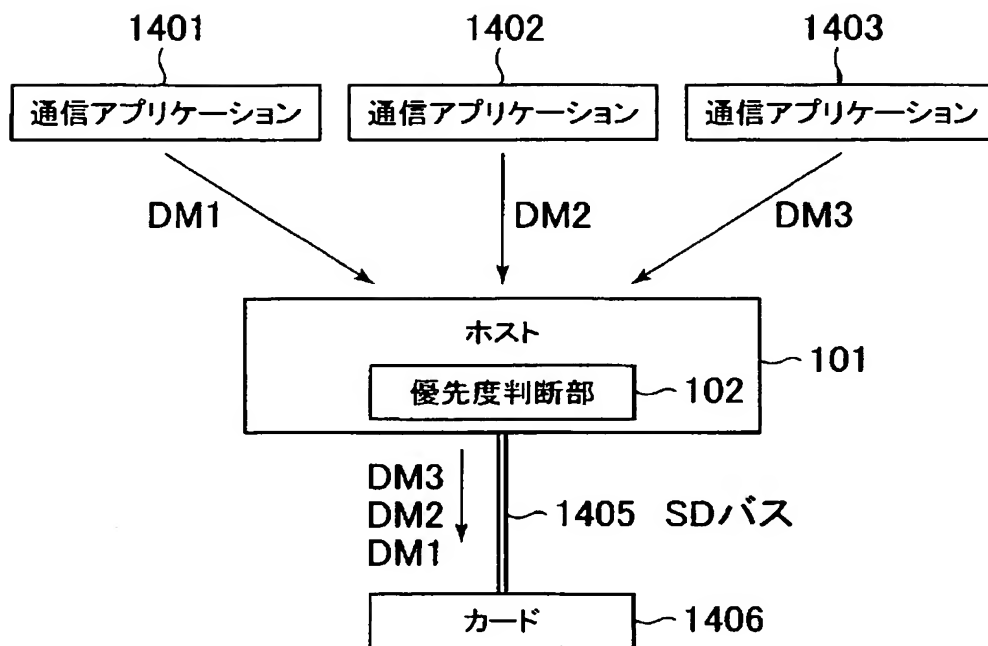 1401
1402
1403
通信アプリケーション
通信アプリケーション
通信アプリケーション
DM1
DM2
DM3
ホスト
101
優先度判断部
102
DM3
DM2
DM1
1405 SDバス
カード
1406